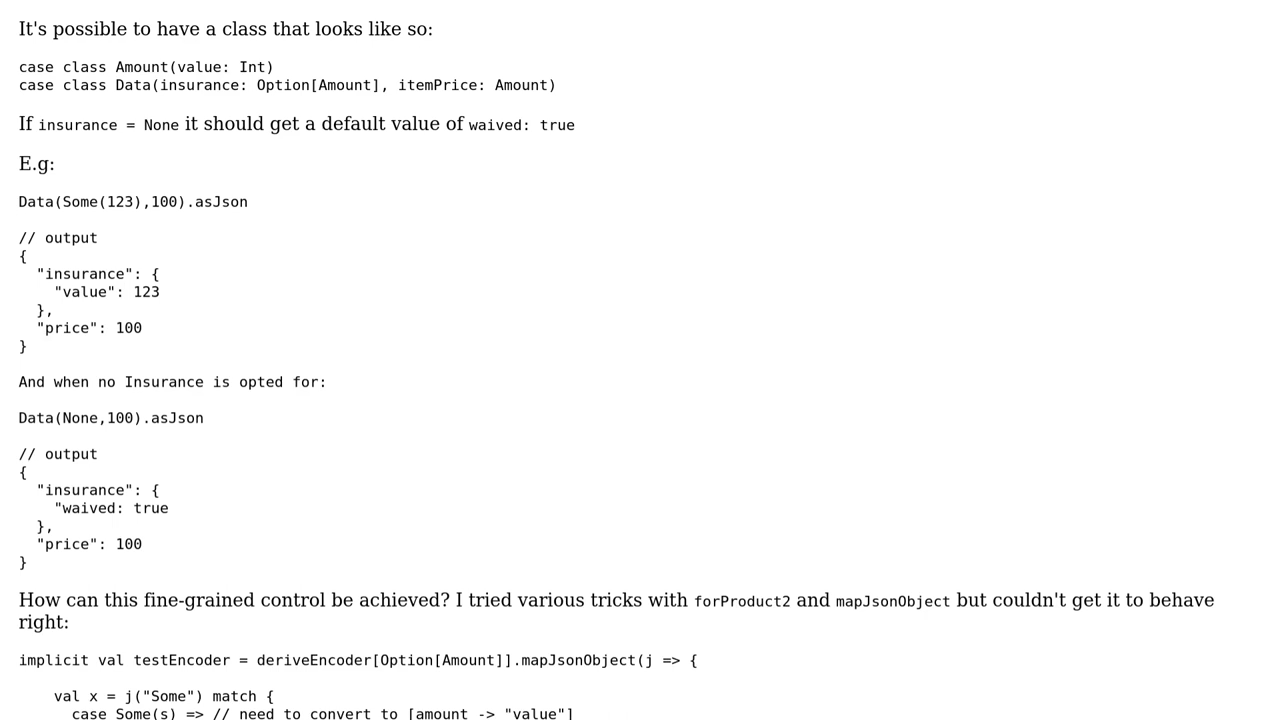 It's possible to have a class that looks like so:
case class Amount(value: Int)
case class Data(insurance: Option[Amount], itemPrice: Amount)
If insurance = None it should get a default value of waived: true
E.g:
Data(Some(123),100).asJson
// output
{
  "insurance": {
    "value": 123
  },
  "price": 100
}
And when no Insurance is opted for:
Data(None,100).asJson
// output
{
  "insurance": {
    "waived: true
  },
  "price": 100
}
How can this fine-grained control be achieved? I tried various tricks with forProduct2 and mapJsonObject but couldn't get it to behave
right:
implicit val testEncoder = deriveEncoder[Option[Amount]].mapJsonObject(j => {
    val x = j("Some") match {
      case Some(s) => // need to convert to [amount -> "value"]